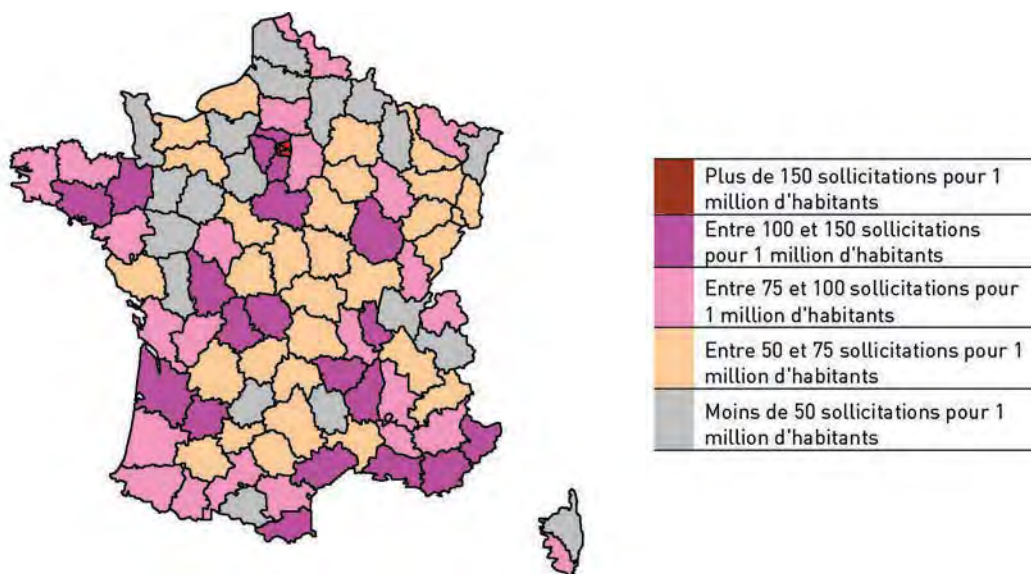 Plus de 150 sollicitations pour 1
million d'habitants
Entre 100 et 150 sollicitations
pour 1 million d'habitants
Entre 75 et 100 sollicitations pour
1 million d'habitants
Entre 50 et 75 sollicitations pour 1
million d'habitants
Moins de 50 sollicitations pour 1
million d'habitants